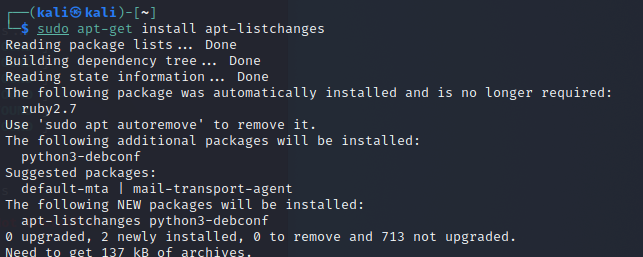 ┌──(kali㉿kali)-[~]
└─$ sudo apt-get install apt-listchanges
Reading package lists... Done
Building dependency tree... Done
Reading state information... Done
The following package was automatically installed and is no longer required:
  ruby2.7
Use 'sudo apt autoremove' to remove it.
The following additional packages will be installed:
  python3-debconf
Suggested packages:
  default-mta | mail-transport-agent
The following NEW packages will be installed:
  apt-listchanges python3-debconf
0 upgraded, 2 newly installed, 0 to remove and 713 not upgraded.
Need to get 137 kB of archives.